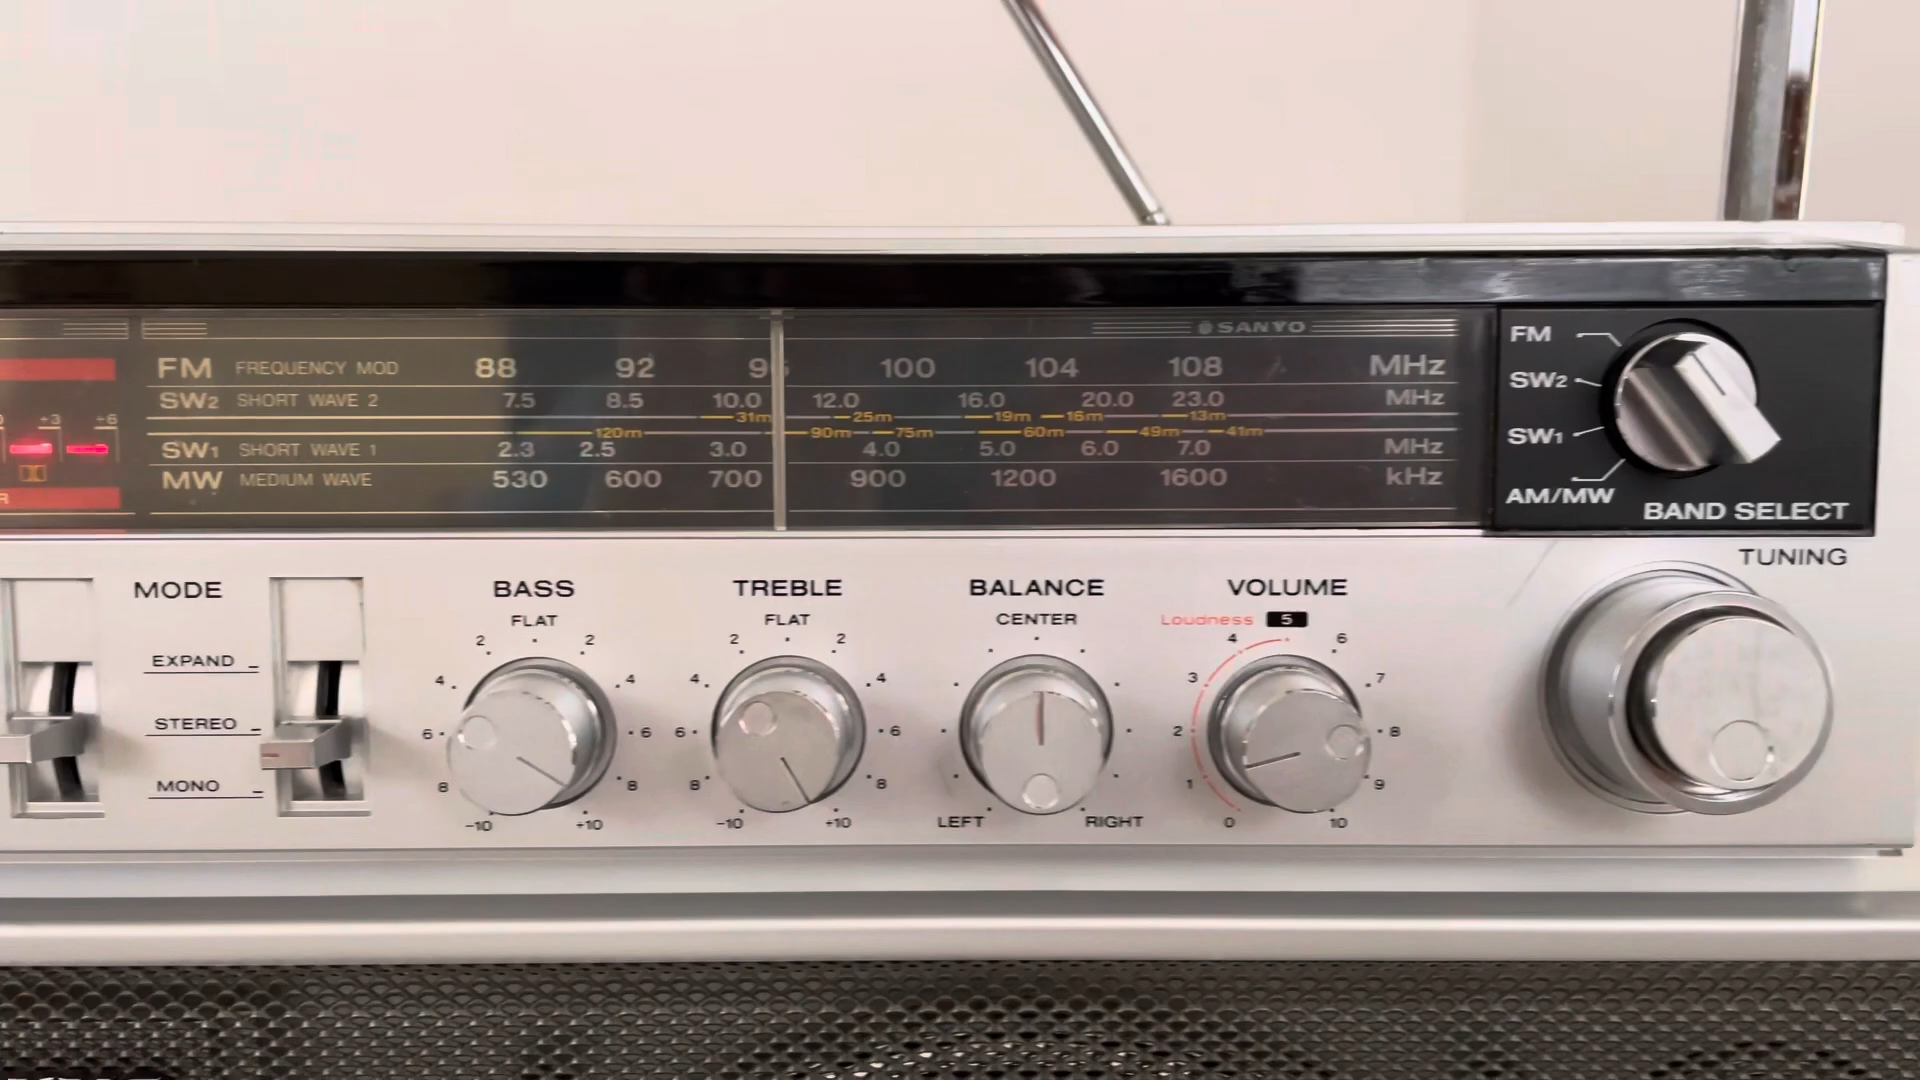 SANYO
FM FREQUENCY MOD 88 92 96 100 104 108 MHz
SW2 SHORT WAVE 2 7.5 8.5 10.0 12.0 16.0 20.0 23.0 MHz
31m 25m 19m 16m 13m
120m 90m 75m 60m 49m 41m
SW1 SHORT WAVE 1 2.3 2.5 3.0 4.0 5.0 6.0 7.0 MHz
MW MEDIUM WAVE 530 600 700 900 1200 1600 kHz
+3 +6
R
FM
SW2
SW1
AM/MW
BAND SELECT
TUNING
MODE
EXPAND
STEREO
MONO
BASS
FLAT
2 2
4 4
6 6
8 8
-10 +10
TREBLE
FLAT
2 2
4 4
6 6
8 8
-10 +10
BALANCE
CENTER
LEFT RIGHT
VOLUME
Loudness 5
4 6
3 7
2 8
1 9
0 10